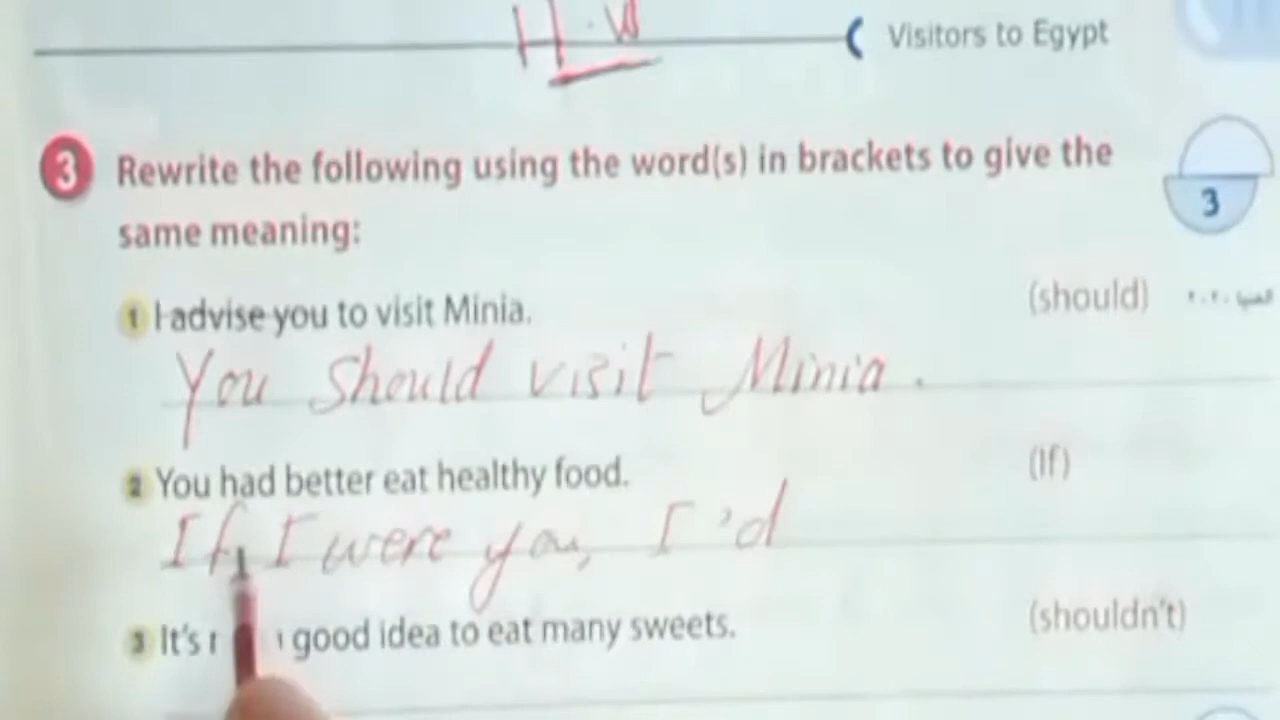 H.W
Visitors to Egypt
3 Rewrite the following using the word(s) in brackets to give the
same meaning:
3
1 I advise you to visit Minia. (should)
You should visit Minia.
2 You had better eat healthy food. (If)
If I were you, I'd
3 It's good idea to eat many sweets. (shouldn't)